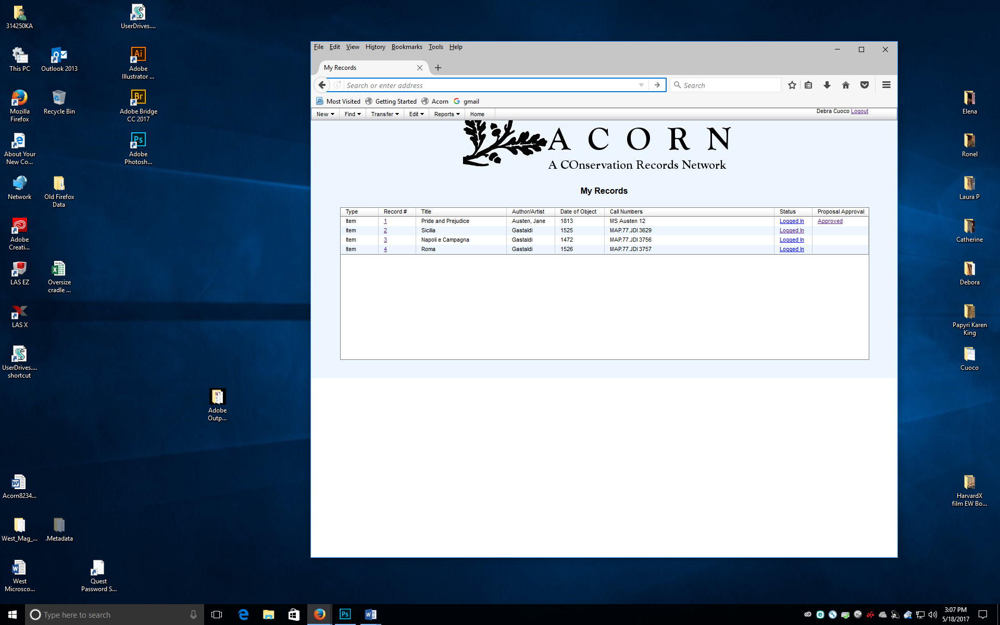 314250KA
UserDrives....
This PC
Outlook 2013
Adobe
Illustrator ...
Mozilla
Firefox
Recycle Bin
Adobe Bridge
CC 2017
About Your
New Co...
Adobe
Photosh...
Network
Old Firefox
Data
Adobe
Creati...
LAS EZ
Oversize
cradle ...
LAS X
UserDrives....
shortcut
Adobe
Outp...
Acorn8234...
West_Mag_...
.Metadata
West
Microsco...
Quest
Password S...
File Edit View History Bookmarks Tools Help
My Records
Search or enter address
Search
Most Visited Getting Started Acorn gmail
New Find Transfer Edit Reports Home
Debra Cuoco Logout
ACORN
A COnservation Records Network
My Records
Type Record # Title Author/Artist Date of Object Call Numbers Status Proposal Approval
Item 1 Pride and Prejudice Austen, Jane 1813 MS Austen 12 Logged In Approved
Item 2 Sicilia Gastaldi 1525 MAP.77.JDI 3629 Logged In
Item 3 Napoli e Campagna Gastaldi 1472 MAP.77.JDI 3756 Logged In
Item 4 Roma Gastaldi 1526 MAP.77.JDI 3757 Logged In
Elena
Ronel
Laura P
Catherine
Debora
Papyri Karen
King
Cuoco
HarvardX
film EW Bo...
Type here to search
3:07 PM
5/18/2017